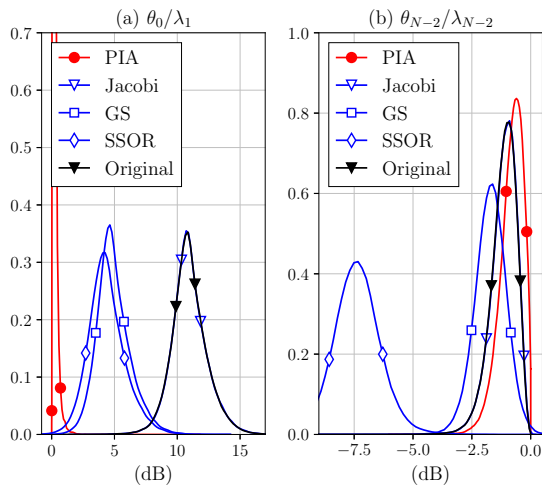 (a) θ₀/λ₁
(b) θ_{N−2}/λ_{N−2}
0.7
0.6
0.5
0.4
0.3
0.2
0.1
0.0
PIA
Jacobi
GS
SSOR
Original
0
5
10
15
(dB)
1.0
0.8
0.6
0.4
0.2
0.0
PIA
Jacobi
GS
SSOR
Original
−7.5
−5.0
−2.5
0.0
(dB)